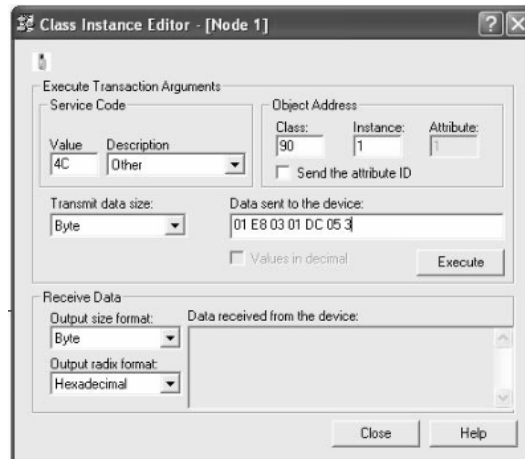 Class Instance Editor - [Node 1]
Execute Transaction Arguments
Service Code
Value Description
4C Other
Object Address
Class: Instance: Attribute:
90 1 1
Send the attribute ID
Transmit data size:
Byte
Data sent to the device:
01 E8 03 01 DC 05 3
Values in decimal
Execute
Receive Data
Output size format:
Byte
Output radix format:
Hexadecimal
Data received from the device:
Close Help